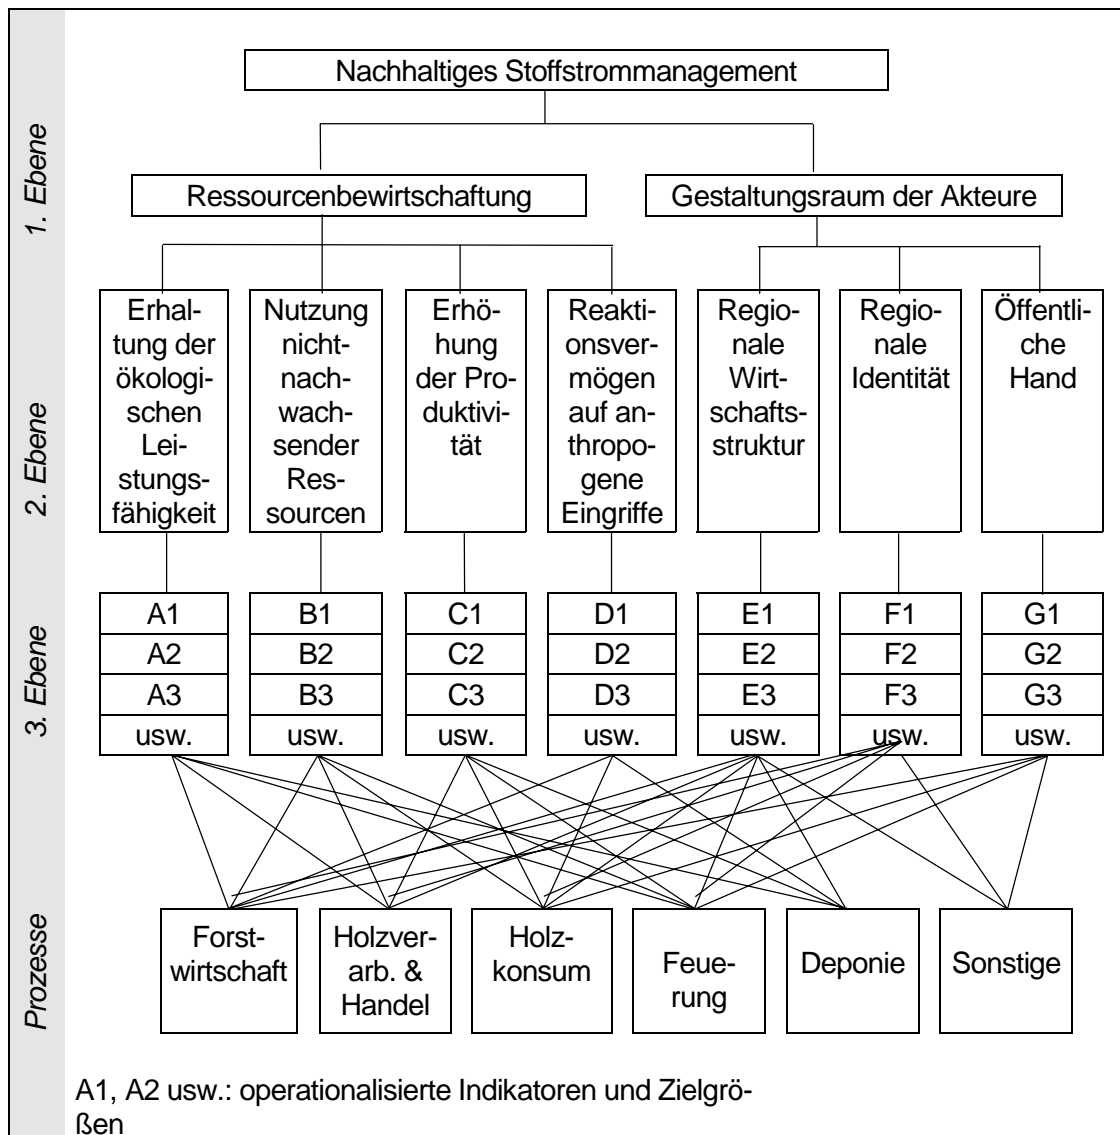 Nachhaltiges Stoffstrommanagement
1. Ebene
Ressourcenbewirtschaftung
Gestaltungsraum der Akteure
2. Ebene
Erhal-
tung der
ökologi-
schen
Lei-
stungs-
fähigkeit
Nutzung
nicht-
nach-
wach-
sender
Res-
sourcen
Erhö-
hung
der Pro-
duktivi-
tät
Reakti-
onsver-
mögen
auf an-
thropo-
gene
Eingriffe
Regio-
nale
Wirt-
schafts-
struktur
Regio-
nale
Identität
Öffentli-
che
Hand
3. Ebene
A1
A2
A3
usw.
B1
B2
B3
usw.
C1
C2
C3
usw.
D1
D2
D3
usw.
E1
E2
E3
usw.
F1
F2
F3
usw.
G1
G2
G3
usw.
Prozesse
Forst-
wirtschaft
Holzver-
arb. &
Handel
Holz-
konsum
Feue-
rung
Deponie
Sonstige
A1, A2 usw.: operationalisierte Indikatoren und Zielgrö-
ßen